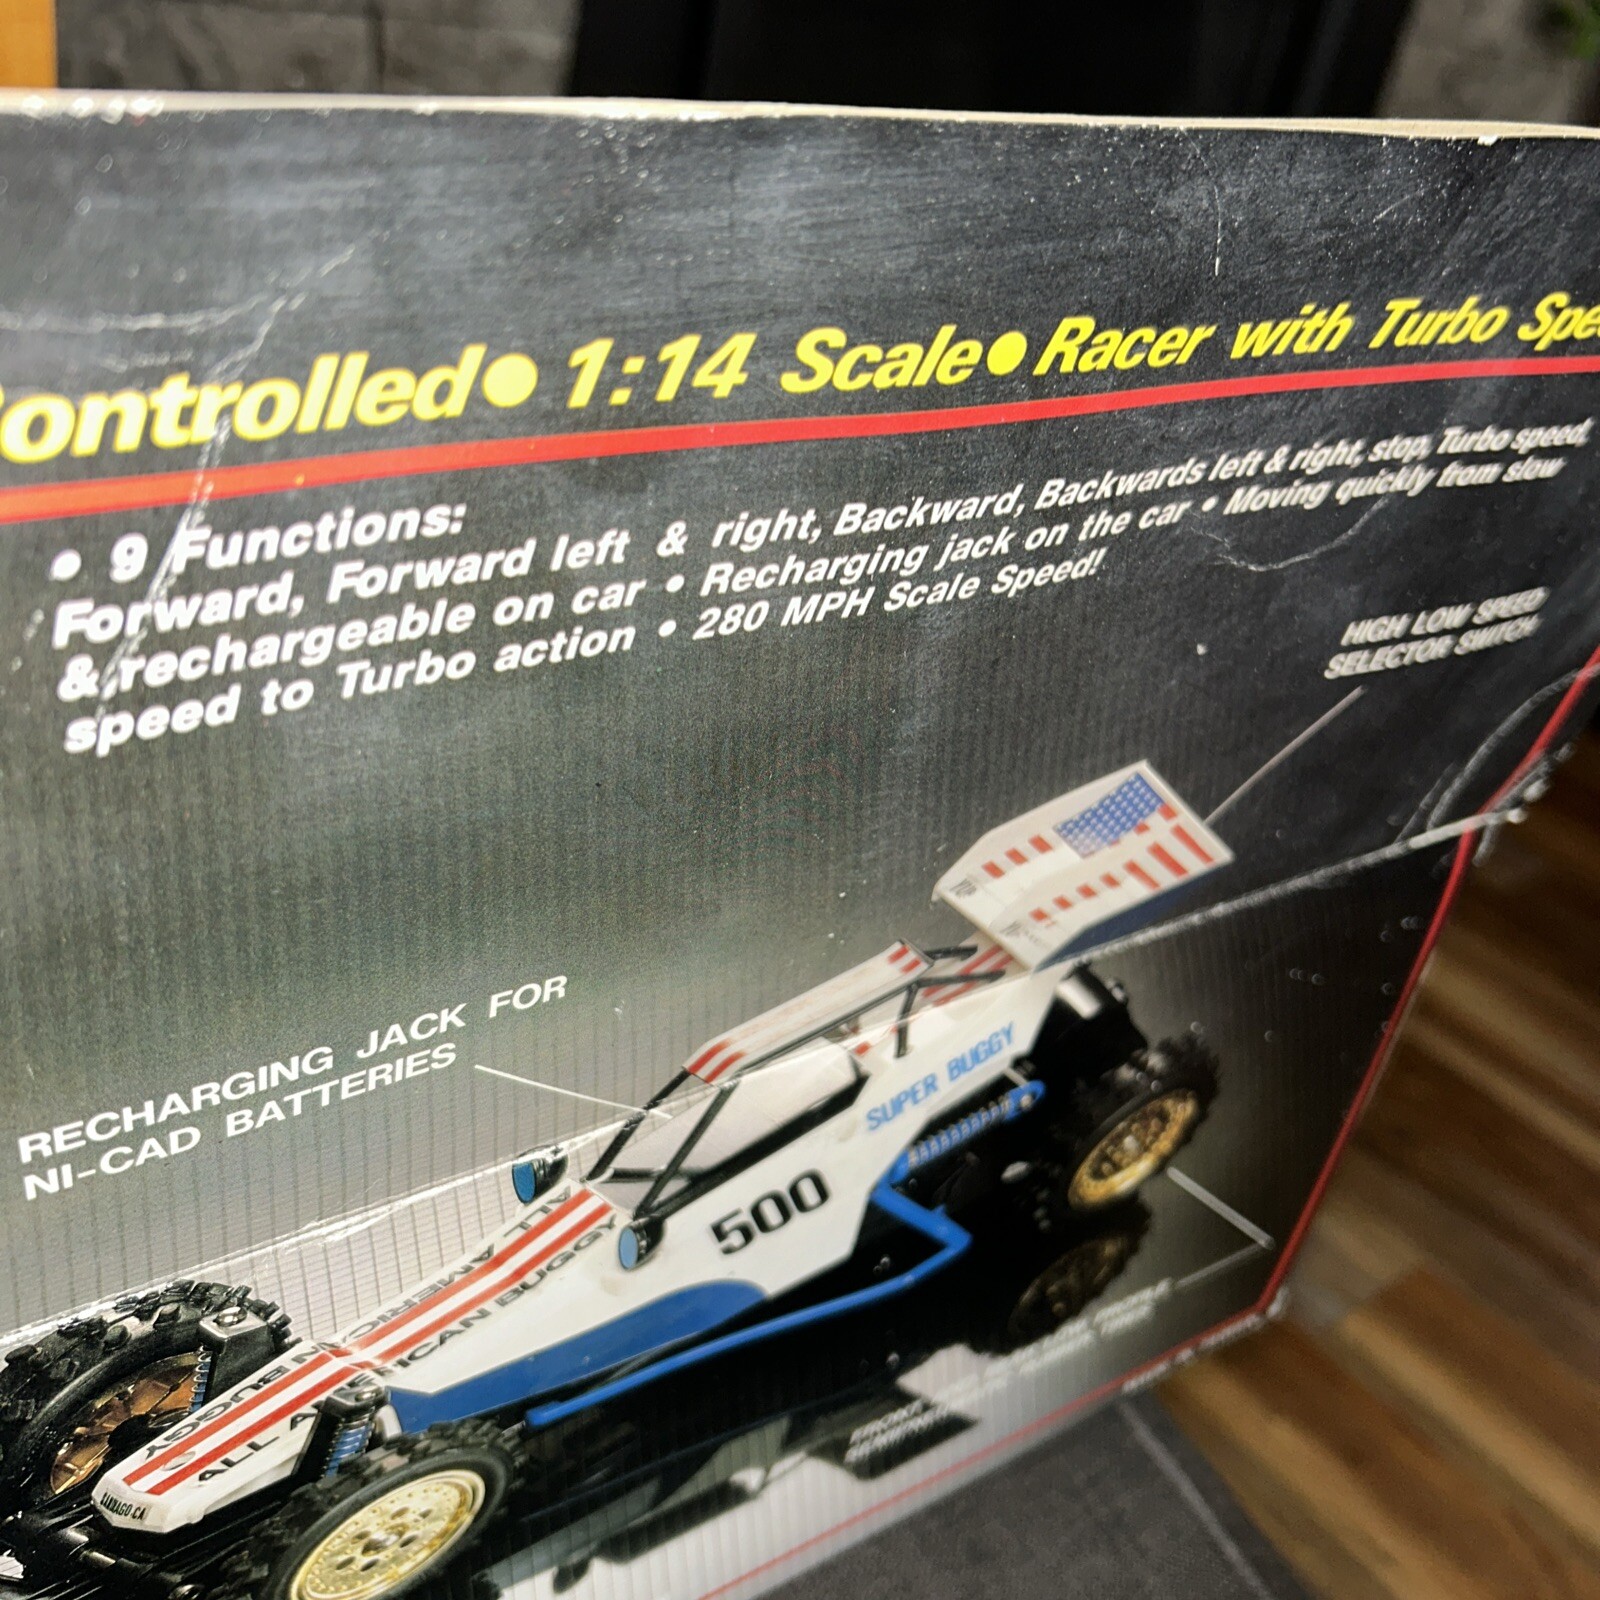 ontrolled • 1:14 Scale • Racer with Turbo Spe
• 9 Functions:
Forward, Forward left & right, Backward, Backwards left & right, stop, Turbo speed,
& rechargeable on car • Recharging jack on the car • Moving quickly from slow
speed to Turbo action • 280 MPH Scale Speed!
HIGH LOW SPEED
SELECTOR SWITCH
RECHARGING JACK FOR
NI-CAD BATTERIES
SUPER BUGGY
500
ALL AMERICAN BUGGY
ALL AMERICAN BUGGY